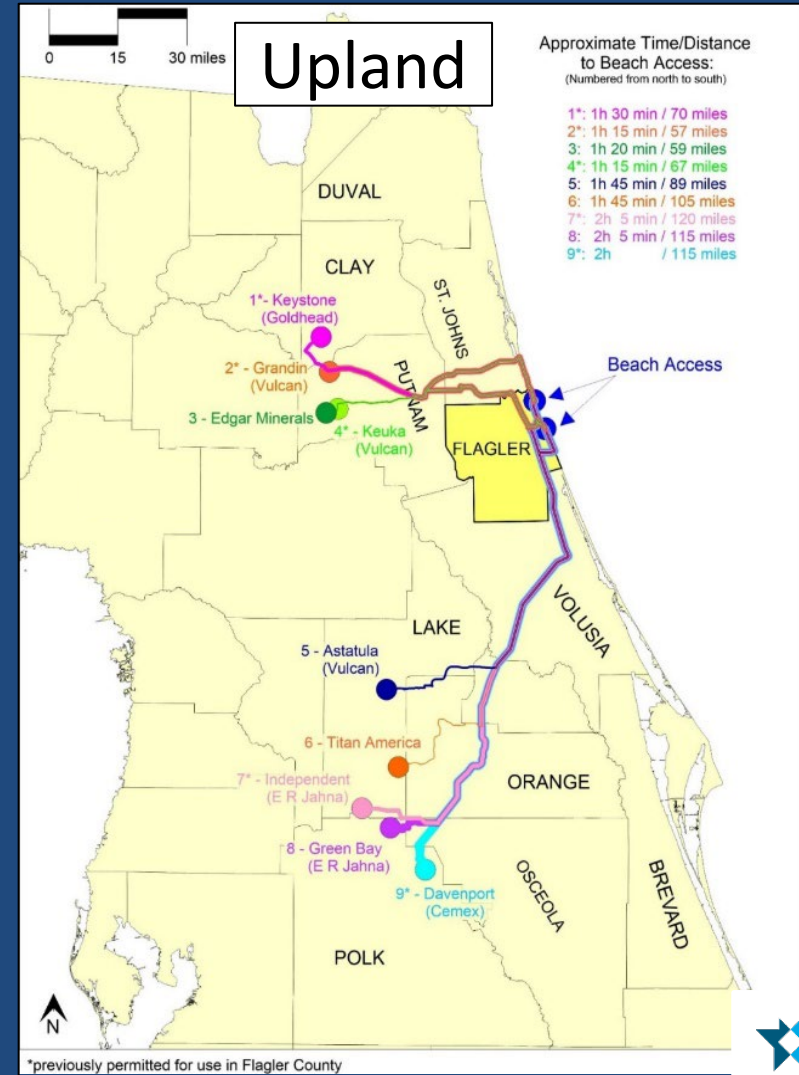 0 15 30 miles
Upland
Approximate Time/Distance
to Beach Access:
(Numbered from north to south)
1*: 1h 30 min / 70 miles
2*: 1h 15 min / 57 miles
3: 1h 20 min / 59 miles
4*: 1h 15 min / 67 miles
5: 1h 45 min / 89 miles
6: 1h 45 min / 105 miles
7*: 2h 5 min / 120 miles
8: 2h 5 min / 115 miles
9*: 2h / 115 miles
DUVAL
CLAY
ST. JOHNS
1*- Keystone
(Goldhead)
2* - Grandin
(Vulcan)
PUTNAM
Beach Access
3 - Edgar Minerals
4* - Keuka
(Vulcan)
FLAGLER
VOLUSIA
LAKE
5 - Astatula
(Vulcan)
6 - Titan America
7* - Independent
(E R Jahna)
ORANGE
8 - Green Bay
(E R Jahna)
9* - Davenport
(Cemex)
OSCEOLA
BREVARD
POLK
N
*previously permitted for use in Flagler County